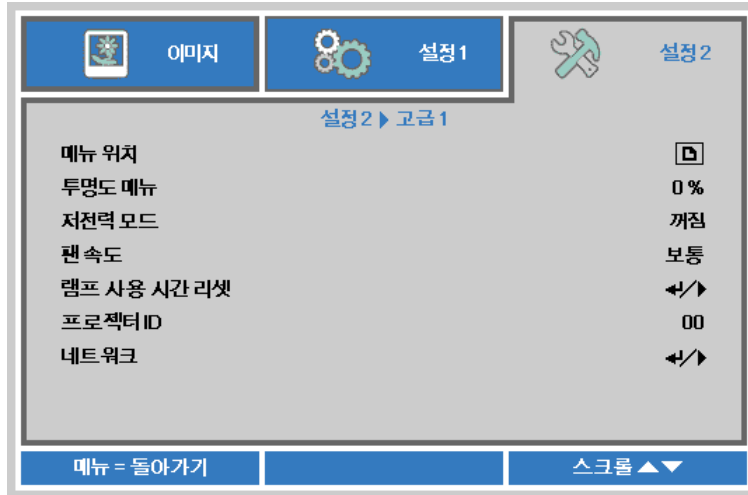 이미지 설정1 설정2
설정2 ▶ 고급1
메뉴 위치
투명도 메뉴 0 %
저전력 모드 꺼짐
팬 속도 보통
램프 사용 시간 리셋 ↵/▶
프로젝터 ID 00
네트워크 ↵/▶
메뉴 = 돌아가기 스크롤 ▲▼